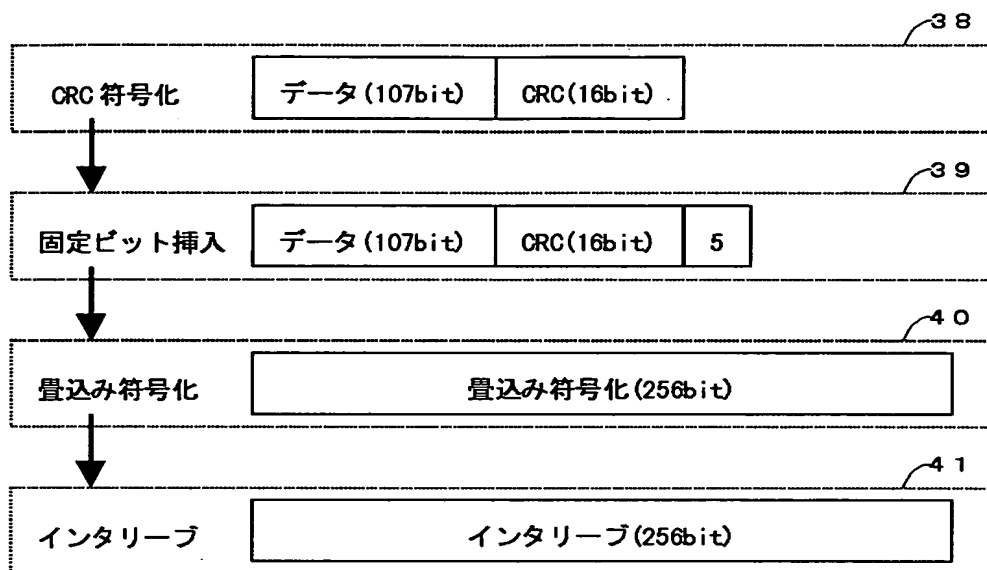 38
CRC符号化 データ(107bit) CRC(16bit)
39
固定ビット挿入 データ(107bit) CRC(16bit) 5
40
畳込み符号化 畳込み符号化(256bit)
41
インタリーブ インタリーブ(256bit)